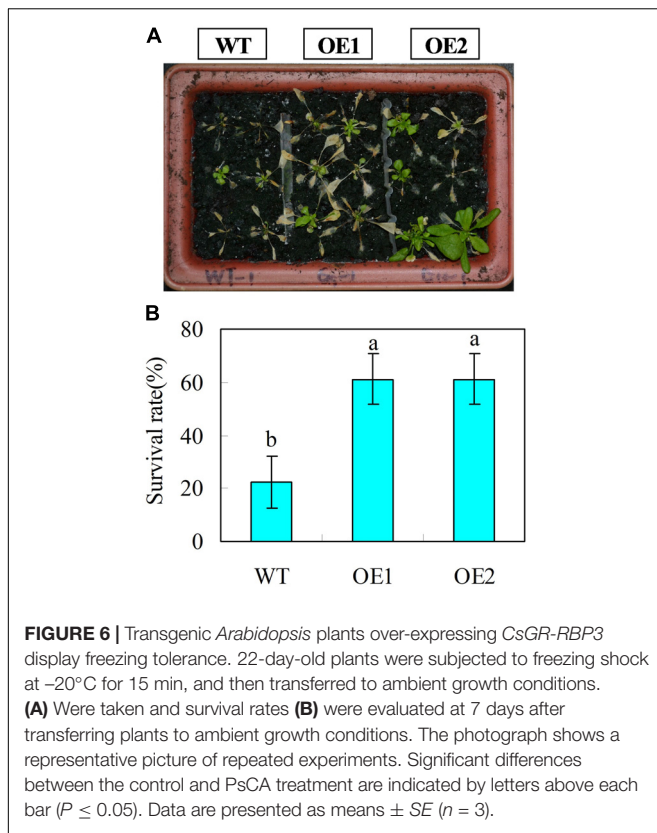 A
WT OE1 OE2
WT-1
B
80
60
40
20
0
Survival rate(%)
b
a
a
WT OE1 OE2
FIGURE 6 | Transgenic Arabidopsis plants over-expressing CsGR-RBP3
display freezing tolerance. 22-day-old plants were subjected to freezing shock
at –20°C for 15 min, and then transferred to ambient growth conditions.
(A) Were taken and survival rates (B) were evaluated at 7 days after
transferring plants to ambient growth conditions. The photograph shows a
representative picture of repeated experiments. Significant differences
between the control and PsCA treatment are indicated by letters above each
bar (P ≤ 0.05). Data are presented as means ± SE (n = 3).